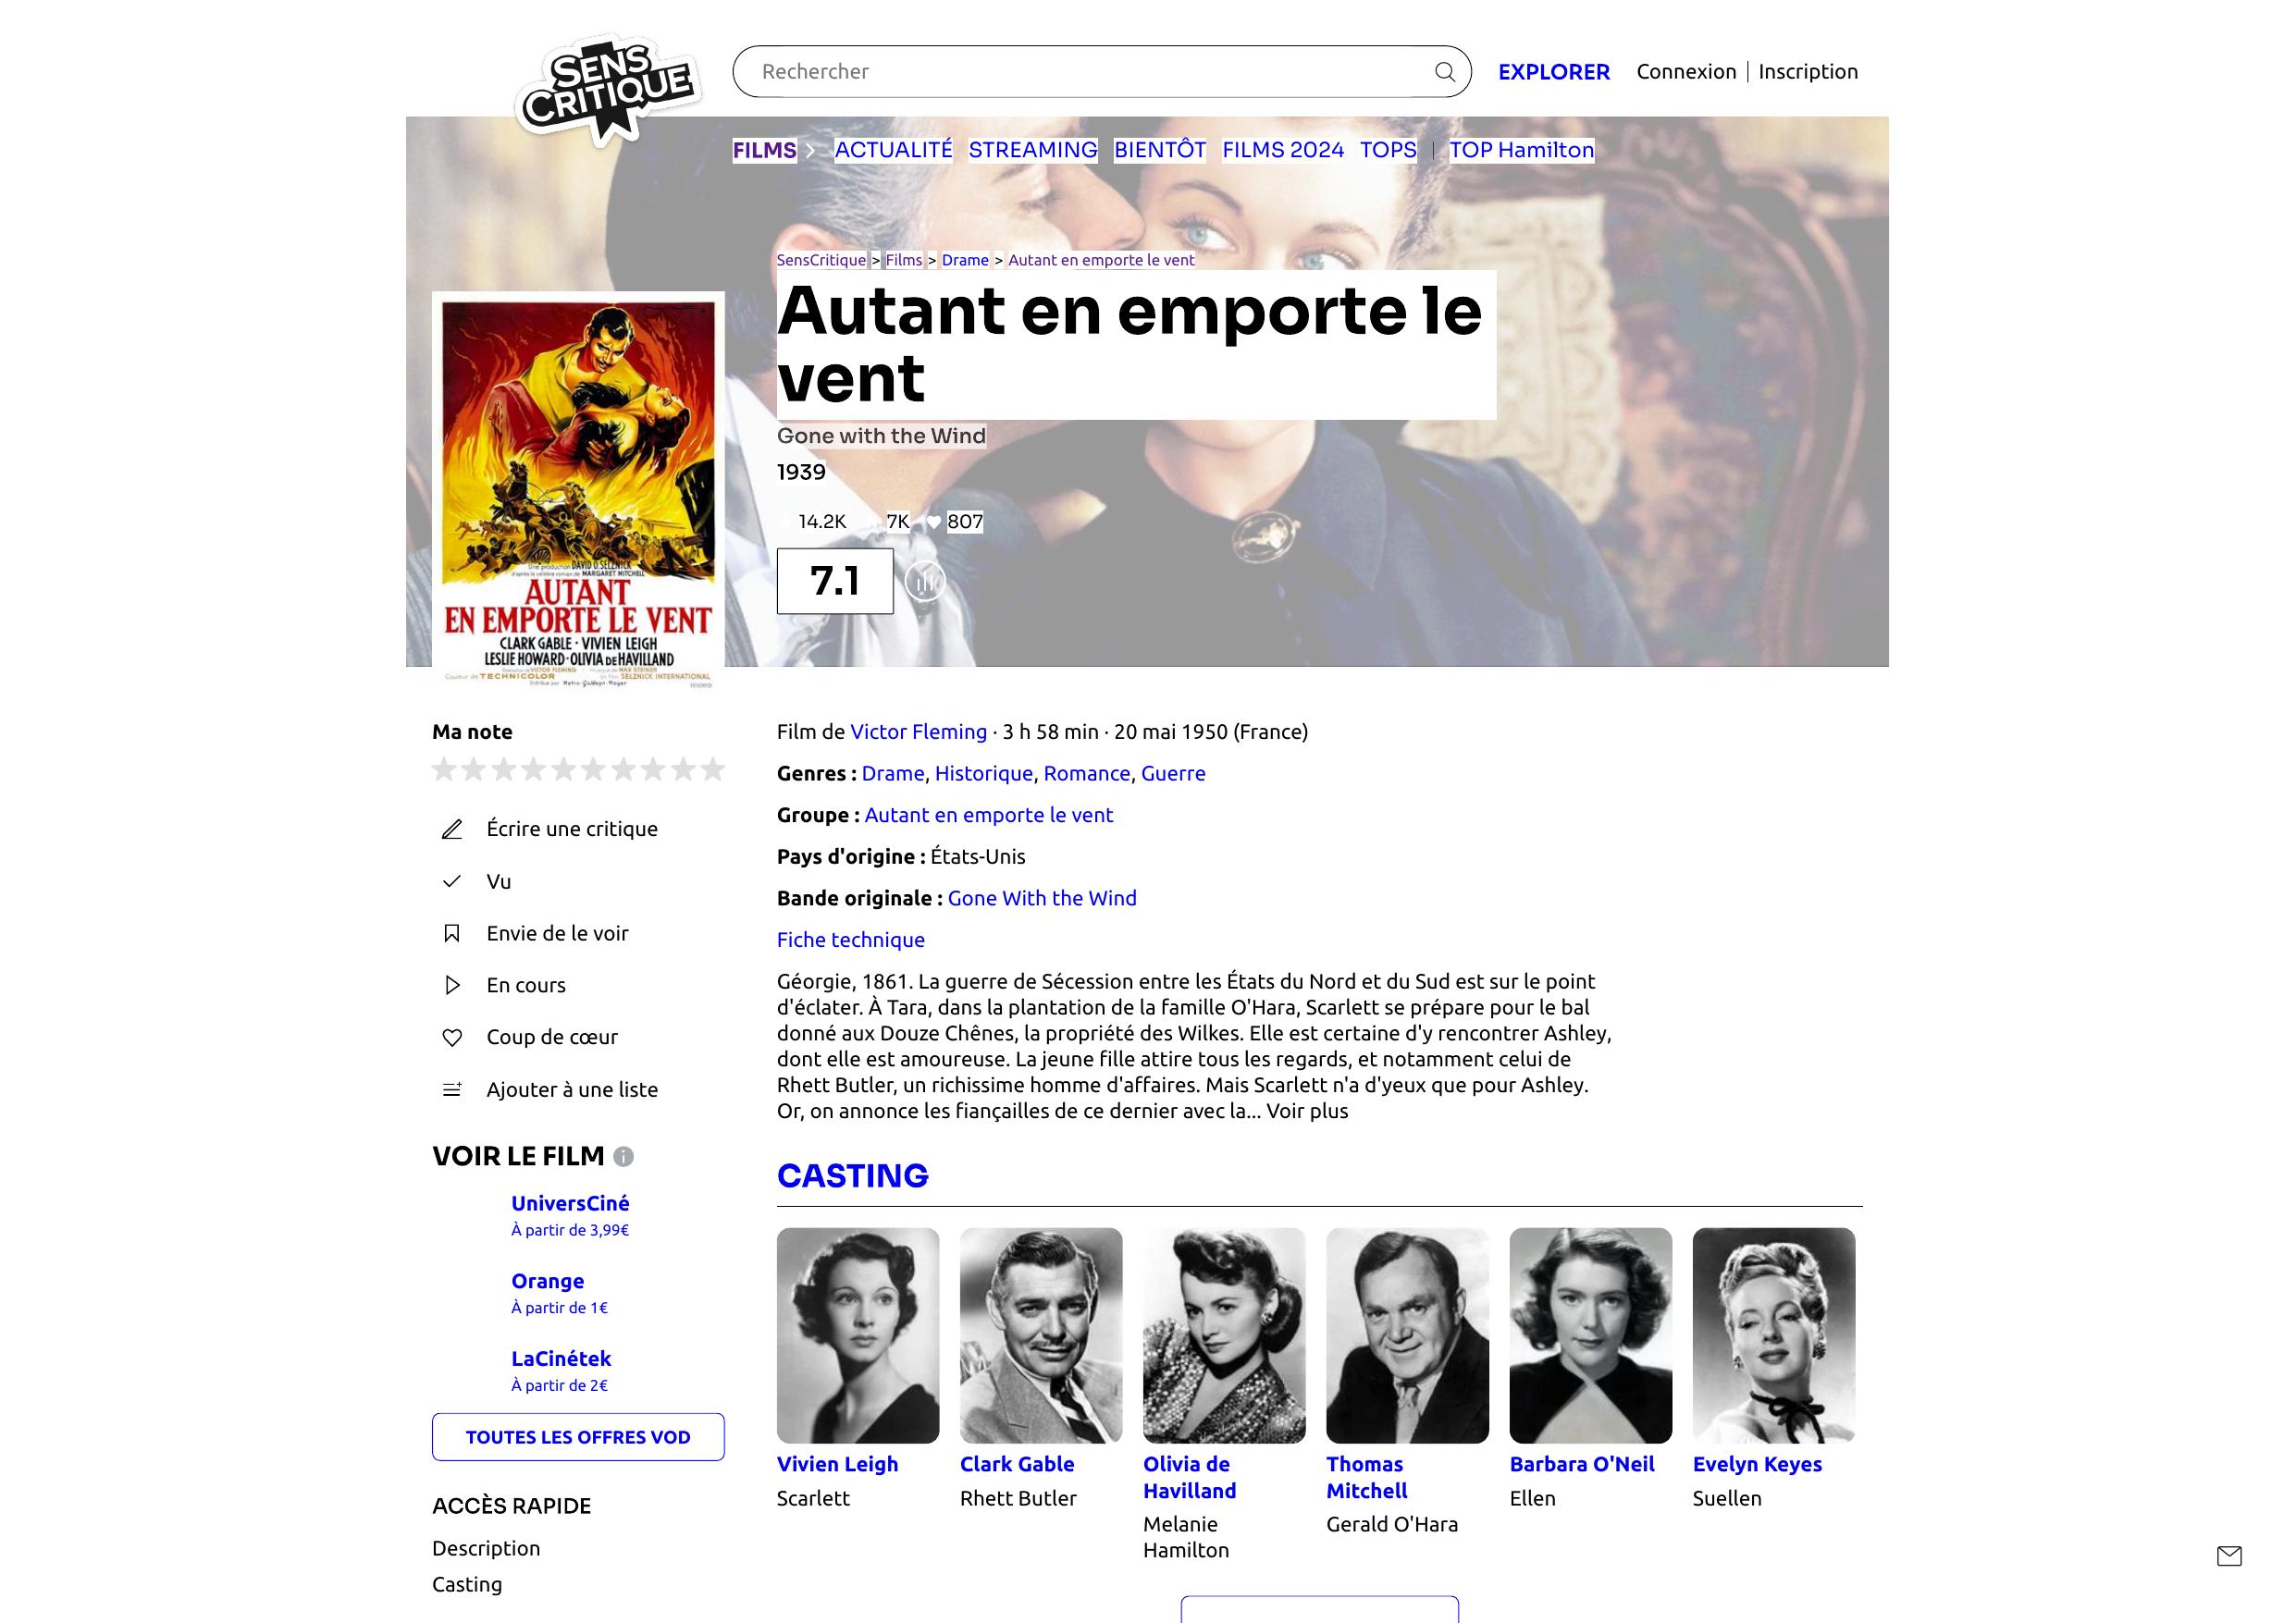 SENS
CRITIQUE
Rechercher
EXPLORER
Connexion | Inscription
FILMS
ACTUALITÉ
STREAMING
BIENTÔT
FILMS 2024
TOPS
| TOP Hamilton
SensCritique > Films > Drame > Autant en emporte le vent
Autant en emporte le
vent
Gone with the Wind
1939
14.2K 7K 807
7.1
DAVID O. SELZNICK
MARGARET MITCHELL
AUTANT
EN EMPORTE LE VENT
CLARK GABLE · VIVIEN LEIGH
LESLIE HOWARD · OLIVIA DE HAVILLAND
VICTOR FLEMING MAX STEINER
TECHNICOLOR SELZNICK INTERNATIONAL
Metro-Goldwyn-Mayer
Ma note
Écrire une critique
Vu
Envie de le voir
En cours
Coup de cœur
Ajouter à une liste
VOIR LE FILM
UniversCiné
À partir de 3,99€
Orange
À partir de 1€
LaCinétek
À partir de 2€
TOUTES LES OFFRES VOD
ACCÈS RAPIDE
Description
Casting
Film de Victor Fleming · 3 h 58 min · 20 mai 1950 (France)
Genres : Drame, Historique, Romance, Guerre
Groupe : Autant en emporte le vent
Pays d'origine : États-Unis
Bande originale : Gone With the Wind
Fiche technique
Géorgie, 1861. La guerre de Sécession entre les États du Nord et du Sud est sur le point
d'éclater. À Tara, dans la plantation de la famille O'Hara, Scarlett se prépare pour le bal
donné aux Douze Chênes, la propriété des Wilkes. Elle est certaine d'y rencontrer Ashley,
dont elle est amoureuse. La jeune fille attire tous les regards, et notamment celui de
Rhett Butler, un richissime homme d'affaires. Mais Scarlett n'a d'yeux que pour Ashley.
Or, on annonce les fiançailles de ce dernier avec la... Voir plus
CASTING
Vivien Leigh
Scarlett
Clark Gable
Rhett Butler
Olivia de
Havilland
Melanie
Hamilton
Thomas
Mitchell
Gerald O'Hara
Barbara O'Neil
Ellen
Evelyn Keyes
Suellen